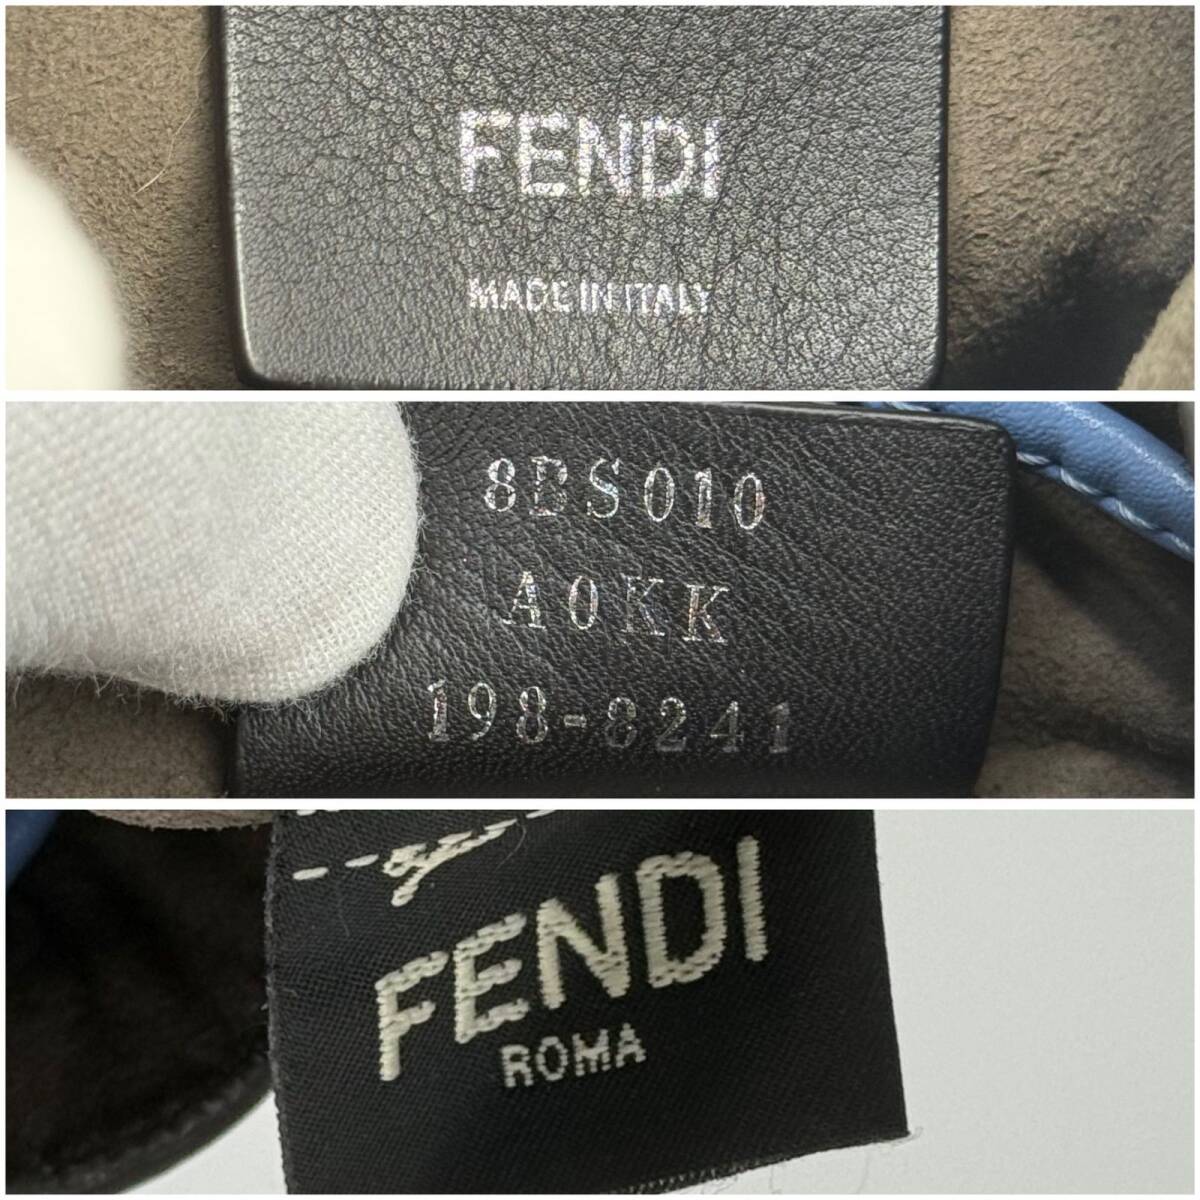 FENDI
MADE IN ITALY
8BS010
A0KK
198-8241
FENDI
ROMA